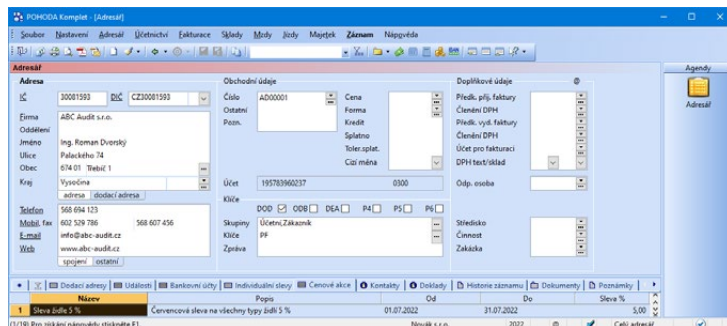 POHODA Komplet - [Adresář]
Soubor Nastavení Adresář Účetnictví Fakturace Sklady Mzdy Jízdy Majetek Záznam Nápověda
Adresář
Agendy
Adresář
Adresa
IČ 30081593 DIČ CZ30081593
Firma ABC Audit s.r.o.
Oddělení
Jméno Ing. Roman Dvorský
Ulice Palackého 74
Obec 674 01 Třebíč 1
Kraj Vysočina
adresa dodací adresa
Telefon 568 694 123
Mobil, fax 602 529 786 568 607 456
E-mail info@abc-audit.cz
Web www.abc-audit.cz
spojení ostatní
Obchodní údaje
Číslo AD00001 Cena
Ostatní Forma
Pozn. Kredit
Splatno
Toler.splat.
Cizí měna
Účet 195783960237 0300
Klíče
DOD ODB DEA P4 P5 P6
Skupiny Účetní,Zákazník
Klíče PF
Zpráva
Doplňkové údaje @
Předk. přij. faktury
Členění DPH
Předk. vyd. faktury
Členění DPH
Účet pro fakturaci
DPH text/sklad
Odp. osoba
Středisko
Činnost
Zakázka
Dodací adresy Události Bankovní účty Individuální slevy Cenové akce Kontakty Doklady Historie záznamu Dokumenty Poznámky
Název Popis Od Do Sleva %
1 Sleva židle 5 % Červencová sleva na všechny typy židlí 5 % 01.07.2022 31.07.2022 5,00
(1/19) Pro získání nápovědy stiskněte F1. Novák s.r.o. 2022 @ Celý adresář